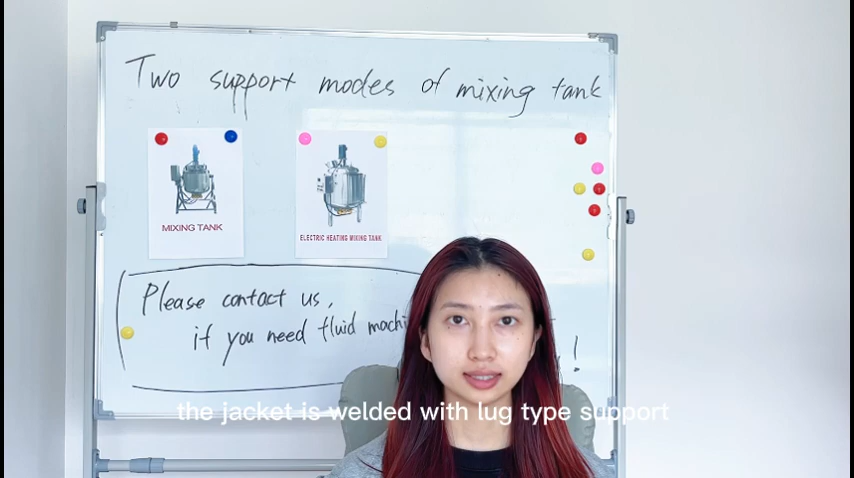 Two support modes of mixing tank
MIXING TANK
ELECTRIC HEATING MIXING TANK
Please contact us,
if you need fluid
!
the jacket is welded with lug type support